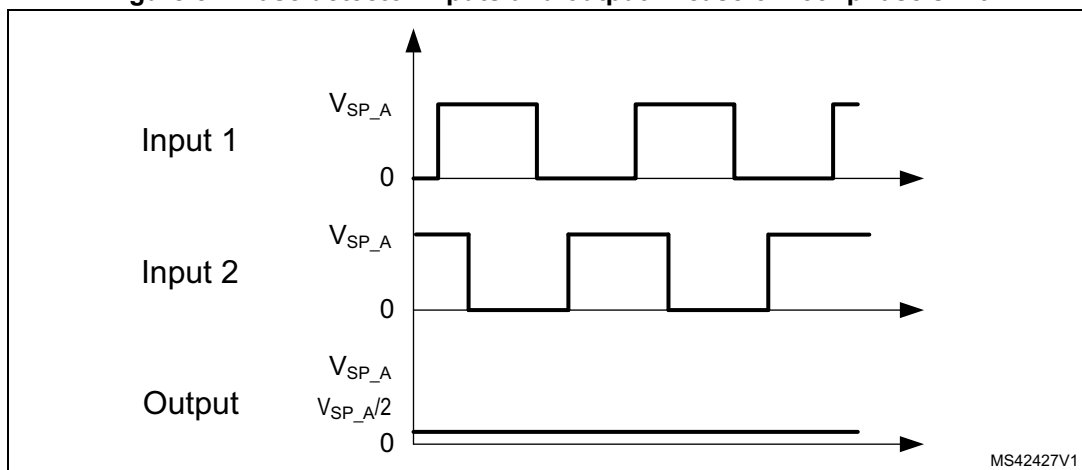 V_SP_A
Input 1
0
V_SP_A
Input 2
0
V_SP_A
Output V_SP_A/2
0
MS42427V1